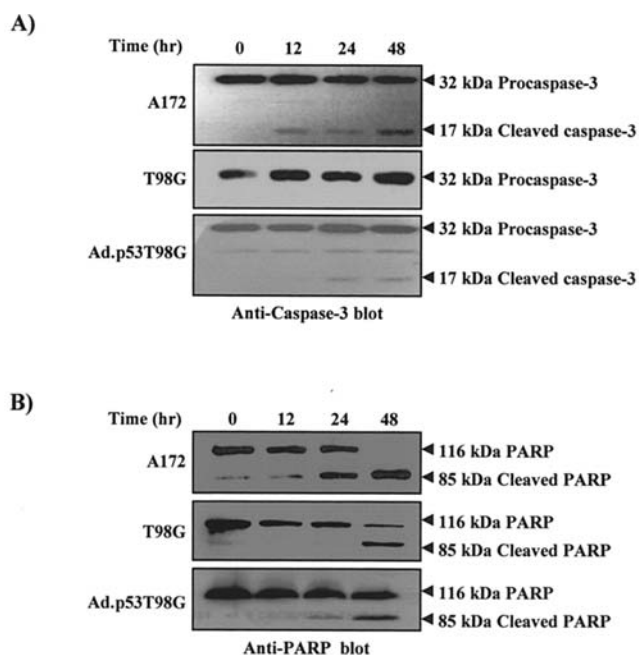 A)
Time (hr) 0 12 24 48
A172
◄ 32 kDa Procaspase-3
◄ 17 kDa Cleaved caspase-3
T98G
◄ 32 kDa Procaspase-3
Ad.p53T98G
◄ 32 kDa Procaspase-3
◄ 17 kDa Cleaved caspase-3
Anti-Caspase-3 blot
B)
Time (hr) 0 12 24 48
A172
◄ 116 kDa PARP
◄ 85 kDa Cleaved PARP
T98G
◄ 116 kDa PARP
◄ 85 kDa Cleaved PARP
Ad.p53T98G
◄ 116 kDa PARP
◄ 85 kDa Cleaved PARP
Anti-PARP blot